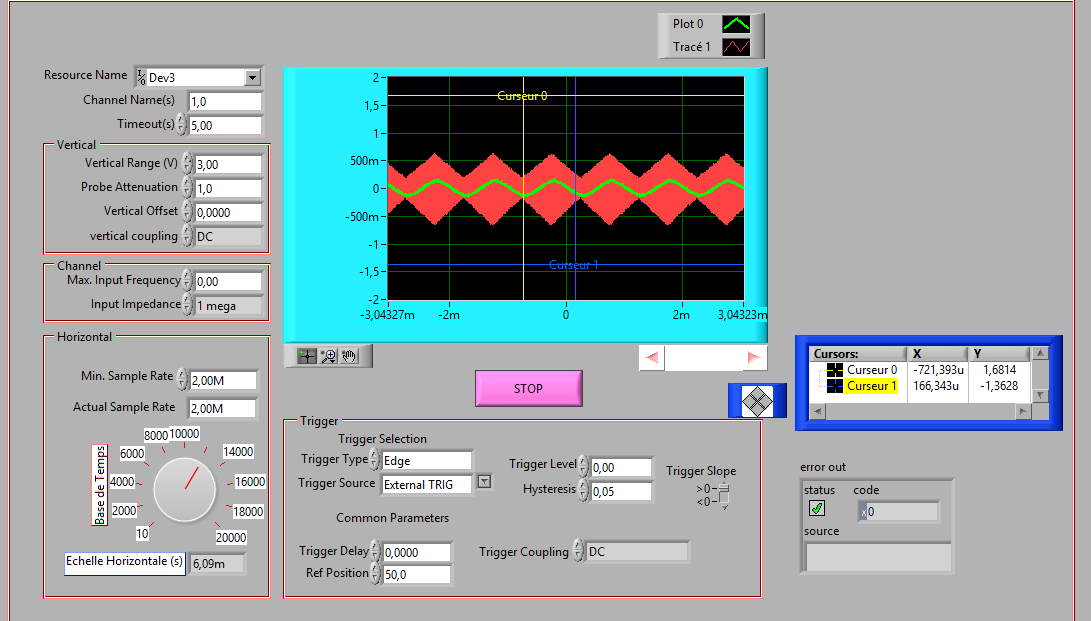 Plot 0
Tracé 1
Resource Name I/0 Dev3
Channel Name(s) 1,0
Timeout(s) 5,00
Vertical
Vertical Range (V) 3,00
Probe Attenuation 1,0
Vertical Offset 0,0000
vertical coupling DC
Channel
Max. Input Frequency 0,00
Input Impedance 1 mega
Horizontal
Min. Sample Rate 2,00M
Actual Sample Rate 2,00M
Base de Temps
10
2000
4000
6000
8000
10000
14000
16000
18000
20000
Echelle Horizontale (s) 6,09m
2
1,5
1
500m
0
-500m
-1
-1,5
-2
Curseur 0
Curseur 1
-3,04327m -2m 0 2m 3,04323m
STOP
Trigger
Trigger Selection
Trigger Type Edge
Trigger Source External TRIG
Trigger Level 0,00
Hysteresis 0,05
Trigger Slope
>0
<0
Common Parameters
Trigger Delay 0,0000
Ref Position 50,0
Trigger Coupling DC
Cursors: X Y
Curseur 0 -721,393u 1,6814
Curseur 1 166,343u -1,3628
error out
status code
x0
source